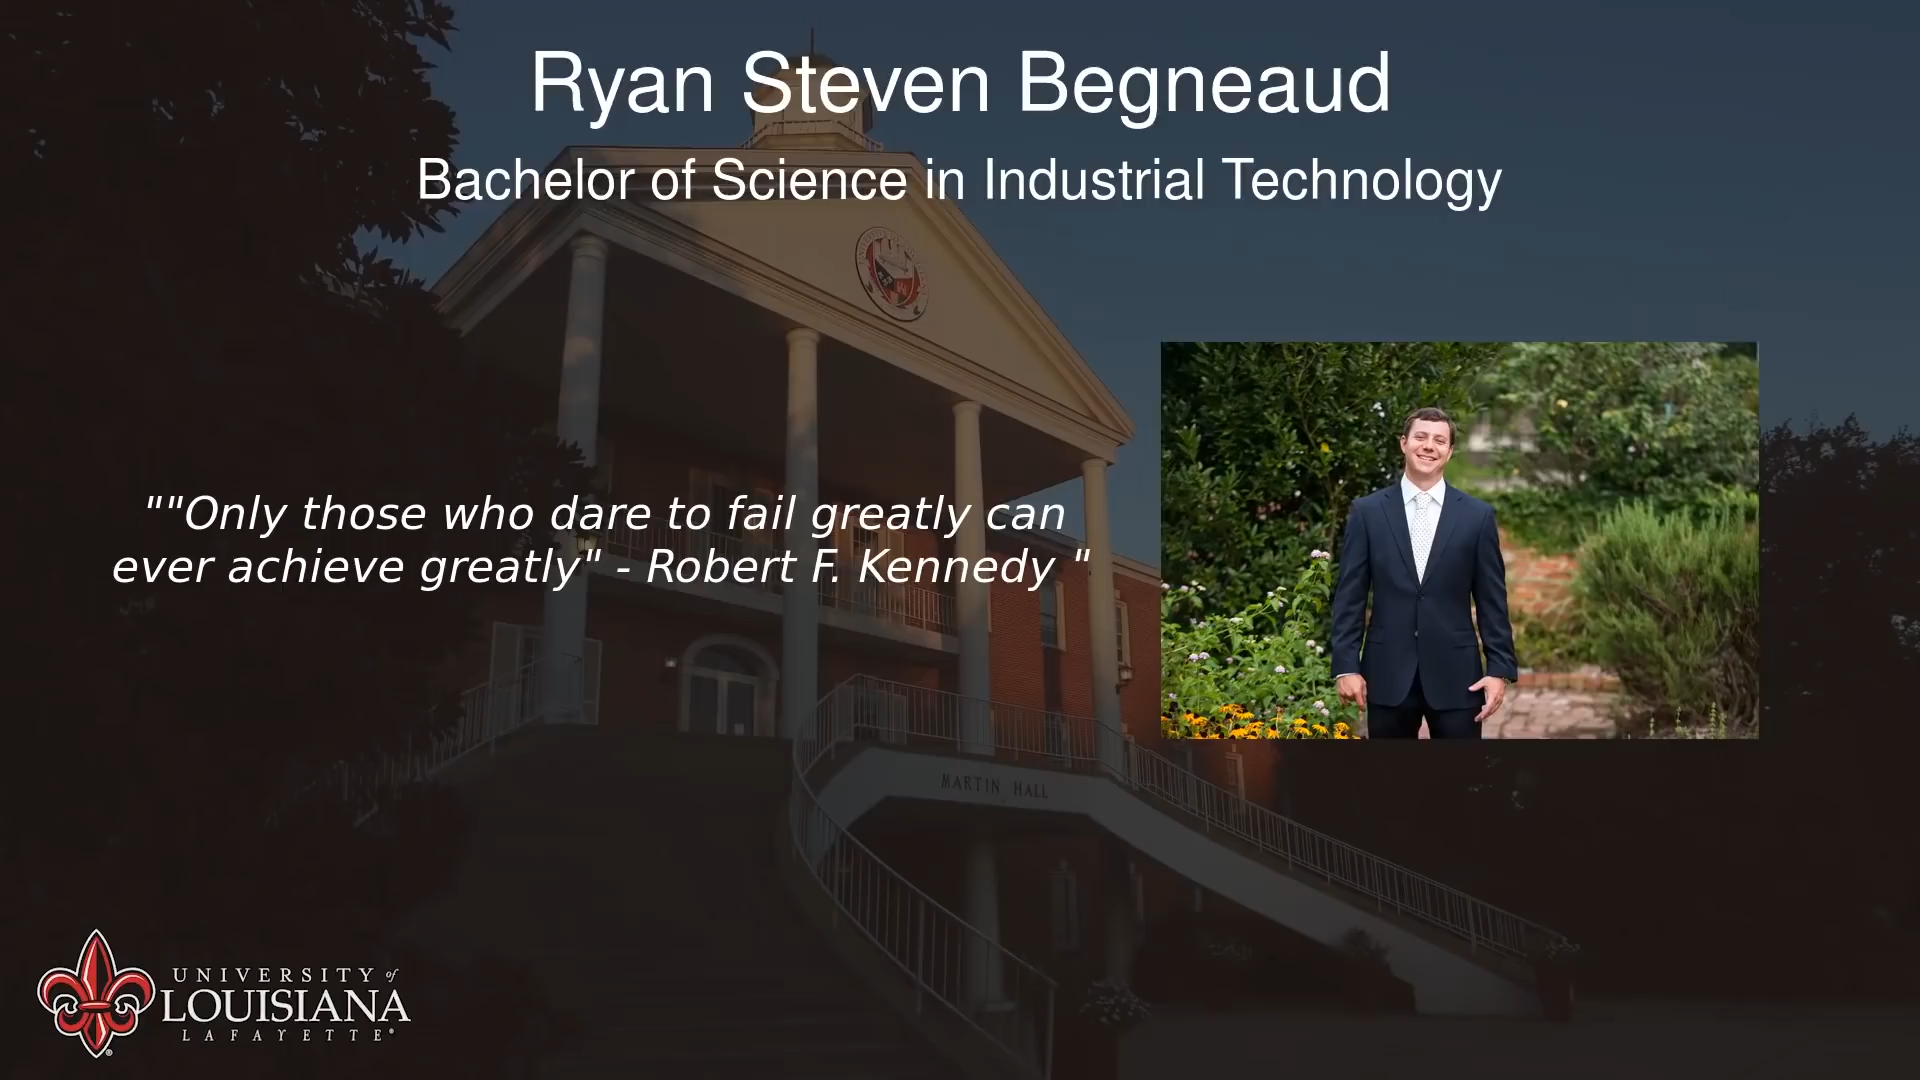 Ryan Steven Begneaud
Bachelor of Science in Industrial Technology
""Only those who dare to fail greatly can
ever achieve greatly" - Robert F. Kennedy "
MARTIN HALL
UNIVERSITY of
LOUISIANA
LAFAYETTE®
®